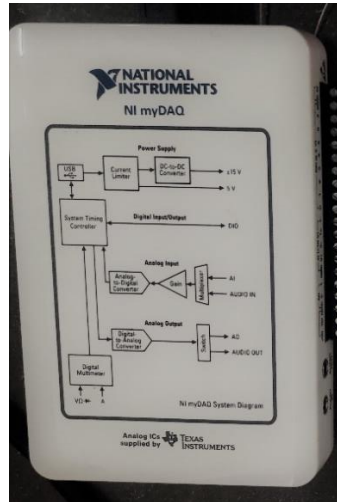 NATIONAL
INSTRUMENTS
NI myDAQ
Power Supply
USB
Current
Limiter
DC-to-DC
Converter
±15 V
5 V
System Timing
Controller
Digital Input/Output
DIO
Analog Input
Analog-
to-Digital
Converter
Gain
Multiplexer
AI
AUDIO IN
Analog Output
Digital-
to-Analog
Converter
Switch
AO
AUDIO OUT
Digital
Multimeter
A
NI myDAQ System Diagram
Analog ICs
supplied by
TEXAS
INSTRUMENTS